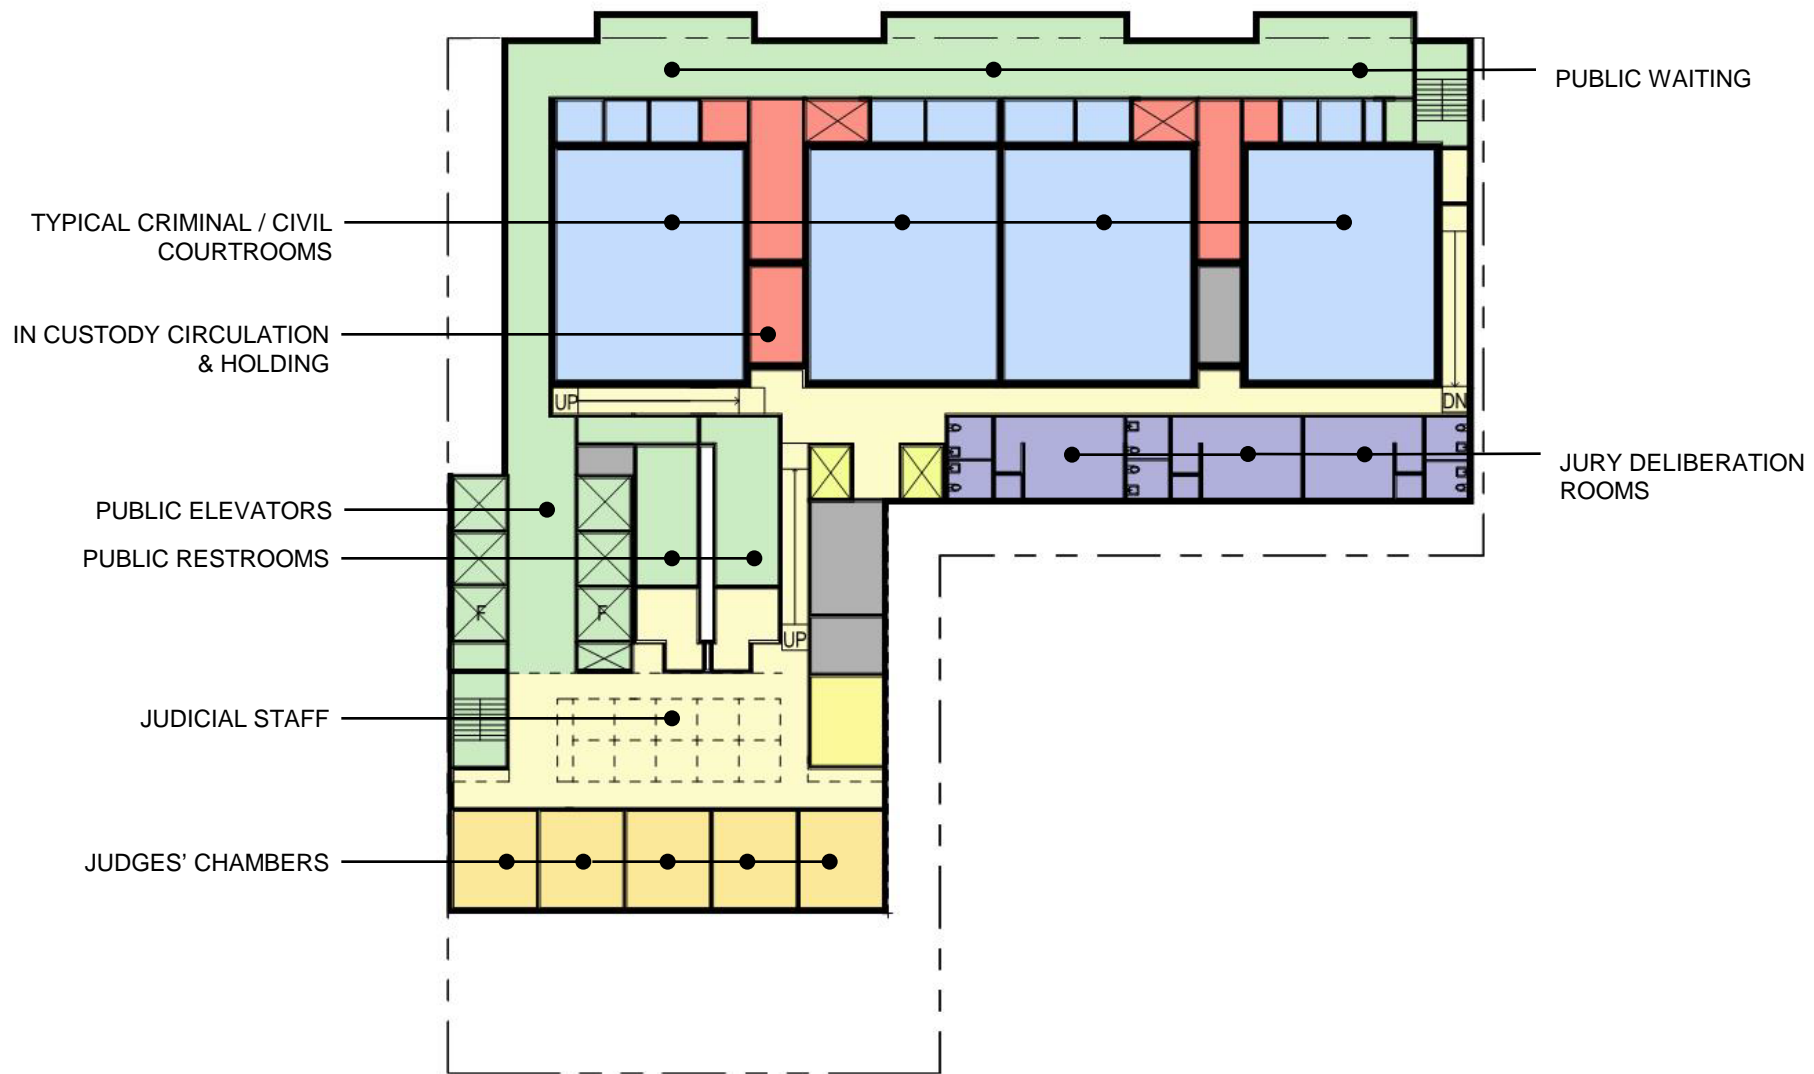 PUBLIC WAITING
TYPICAL CRIMINAL / CIVIL
COURTROOMS
IN CUSTODY CIRCULATION
& HOLDING
UP
DN
JURY DELIBERATION
ROOMS
PUBLIC ELEVATORS
PUBLIC RESTROOMS
F
F
UP
JUDICIAL STAFF
JUDGES’ CHAMBERS